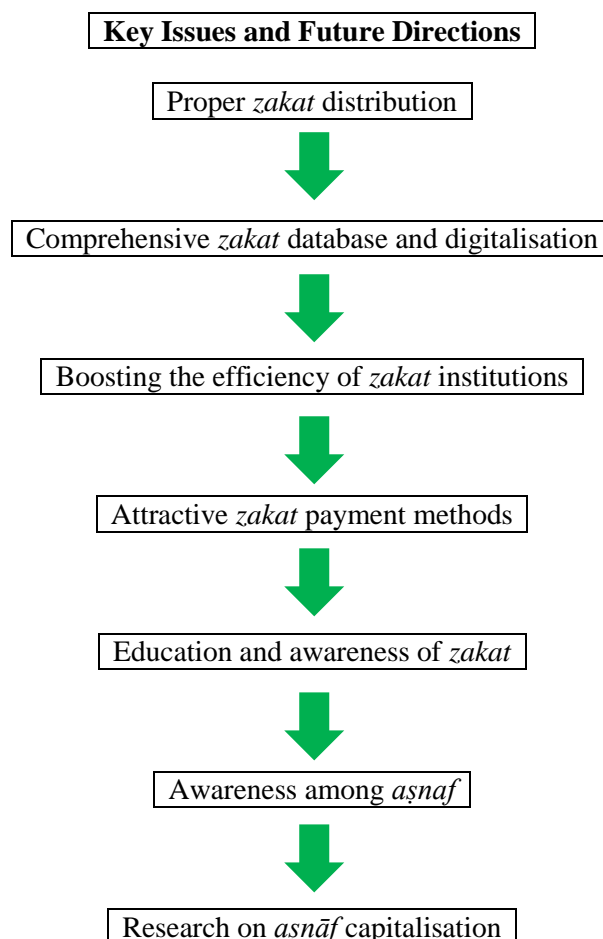 Key Issues and Future Directions
Proper zakat distribution
Comprehensive zakat database and digitalisation
Boosting the efficiency of zakat institutions
Attractive zakat payment methods
Education and awareness of zakat
Awareness among aṣnaf
Research on asnāf capitalisation